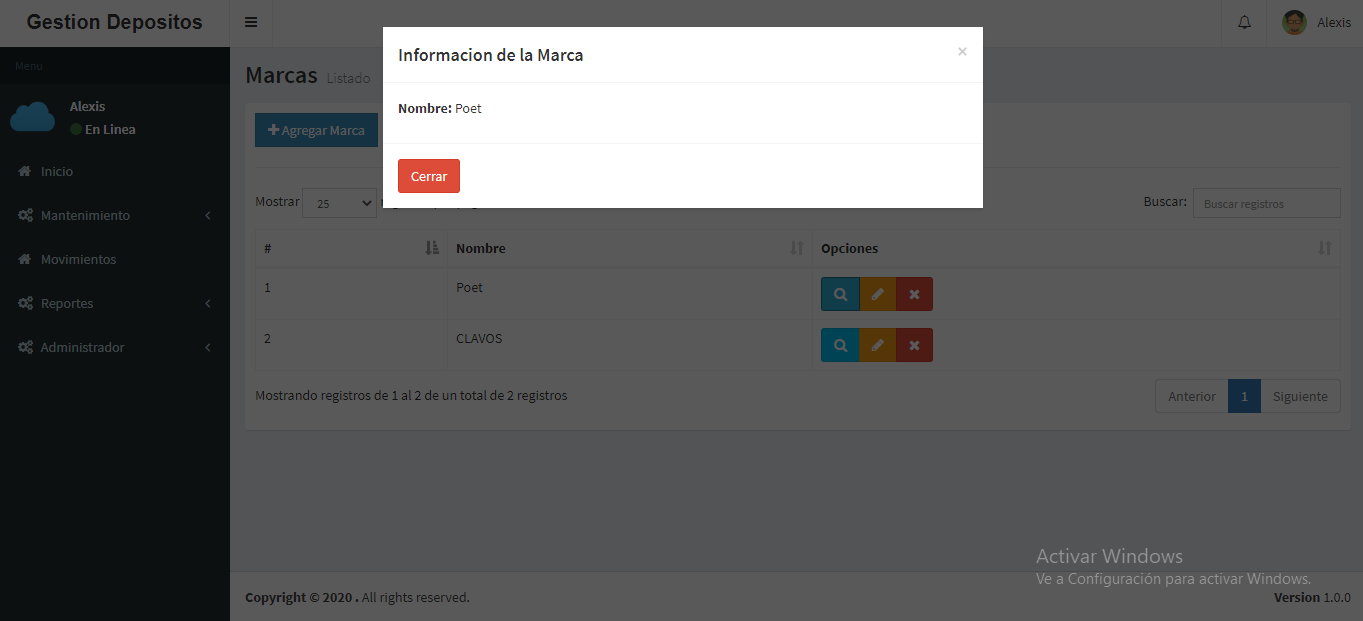 Gestion Depositos
Alexis
Menu
Alexis
En Linea
Inicio
Mantenimiento
Movimientos
Reportes
Administrador
Informacion de la Marca
×
Nombre: Poet
Cerrar
Marcas Listado
Agregar Marca
Mostrar 25
Buscar: Buscar registros
# Nombre Opciones
1 Poet
2 CLAVOS
Mostrando registros de 1 al 2 de un total de 2 registros
Anterior 1 Siguiente
Activar Windows
Ve a Configuración para activar Windows.
Copyright © 2020 . All rights reserved.
Version 1.0.0